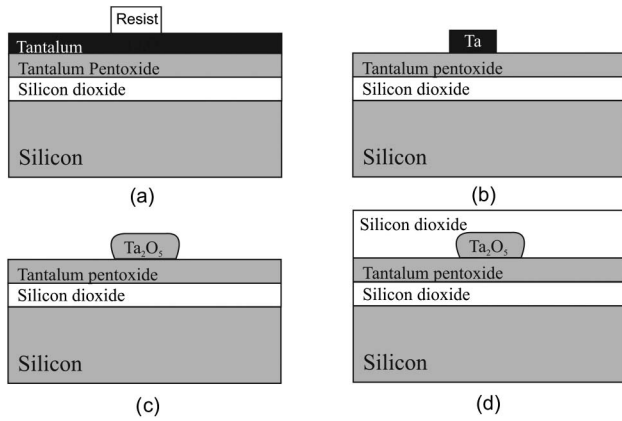 Resist
Tantalum
Tantalum Pentoxide
Silicon dioxide
Silicon
(a)
Ta
Tantalum pentoxide
Silicon dioxide
Silicon
(b)
Ta₂O₅
Tantalum pentoxide
Silicon dioxide
Silicon
(c)
Silicon dioxide
Ta₂O₅
Tantalum pentoxide
Silicon dioxide
Silicon
(d)